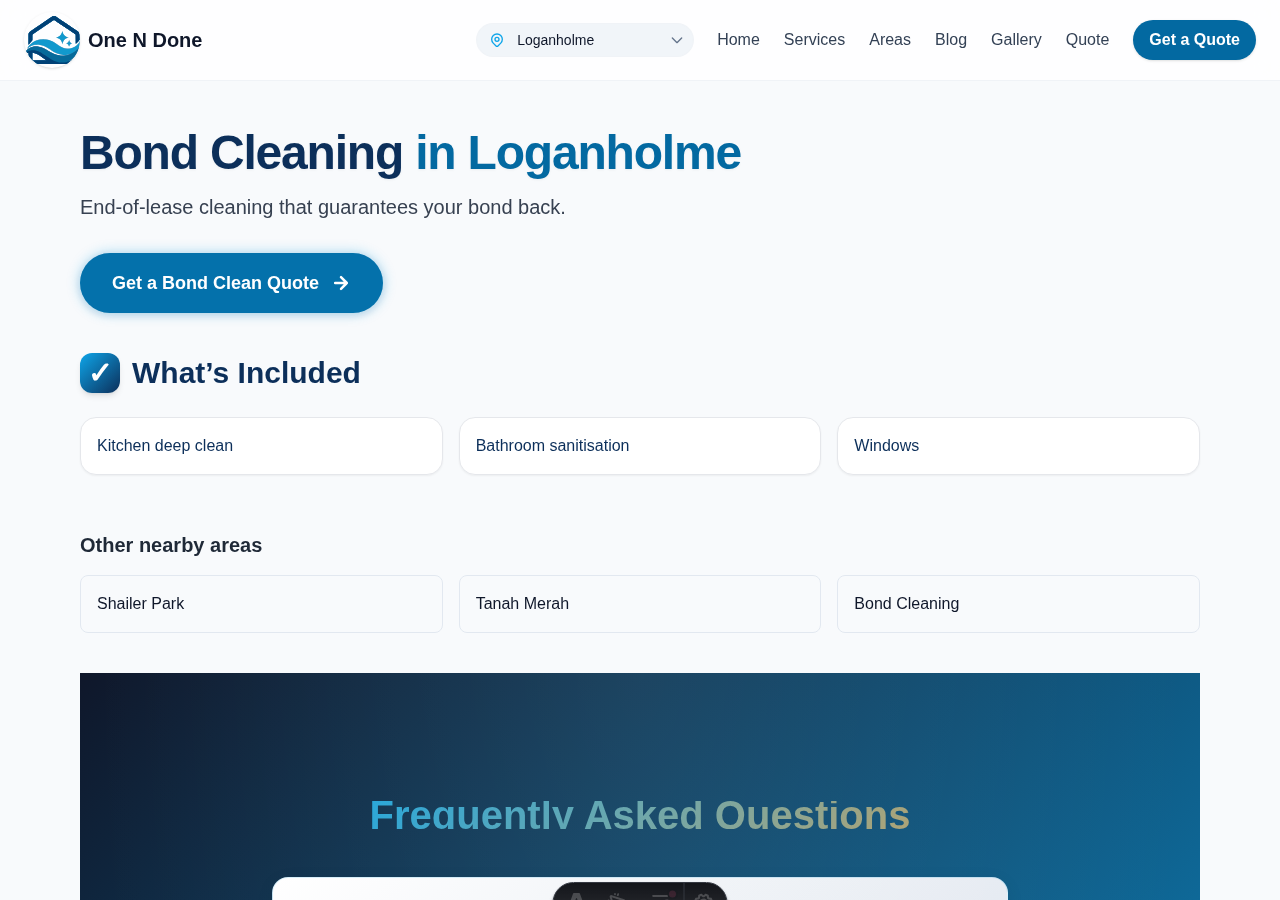 One N Done
Loganholme
Home
Services
Areas
Blog
Gallery
Quote
Get a Quote
Bond Cleaning in Loganholme
End-of-lease cleaning that guarantees your bond back.
Get a Bond Clean Quote
✓ What’s Included
Kitchen deep clean
Bathroom sanitisation
Windows
Other nearby areas
Shailer Park
Tanah Merah
Bond Cleaning
Frequently Asked Questions